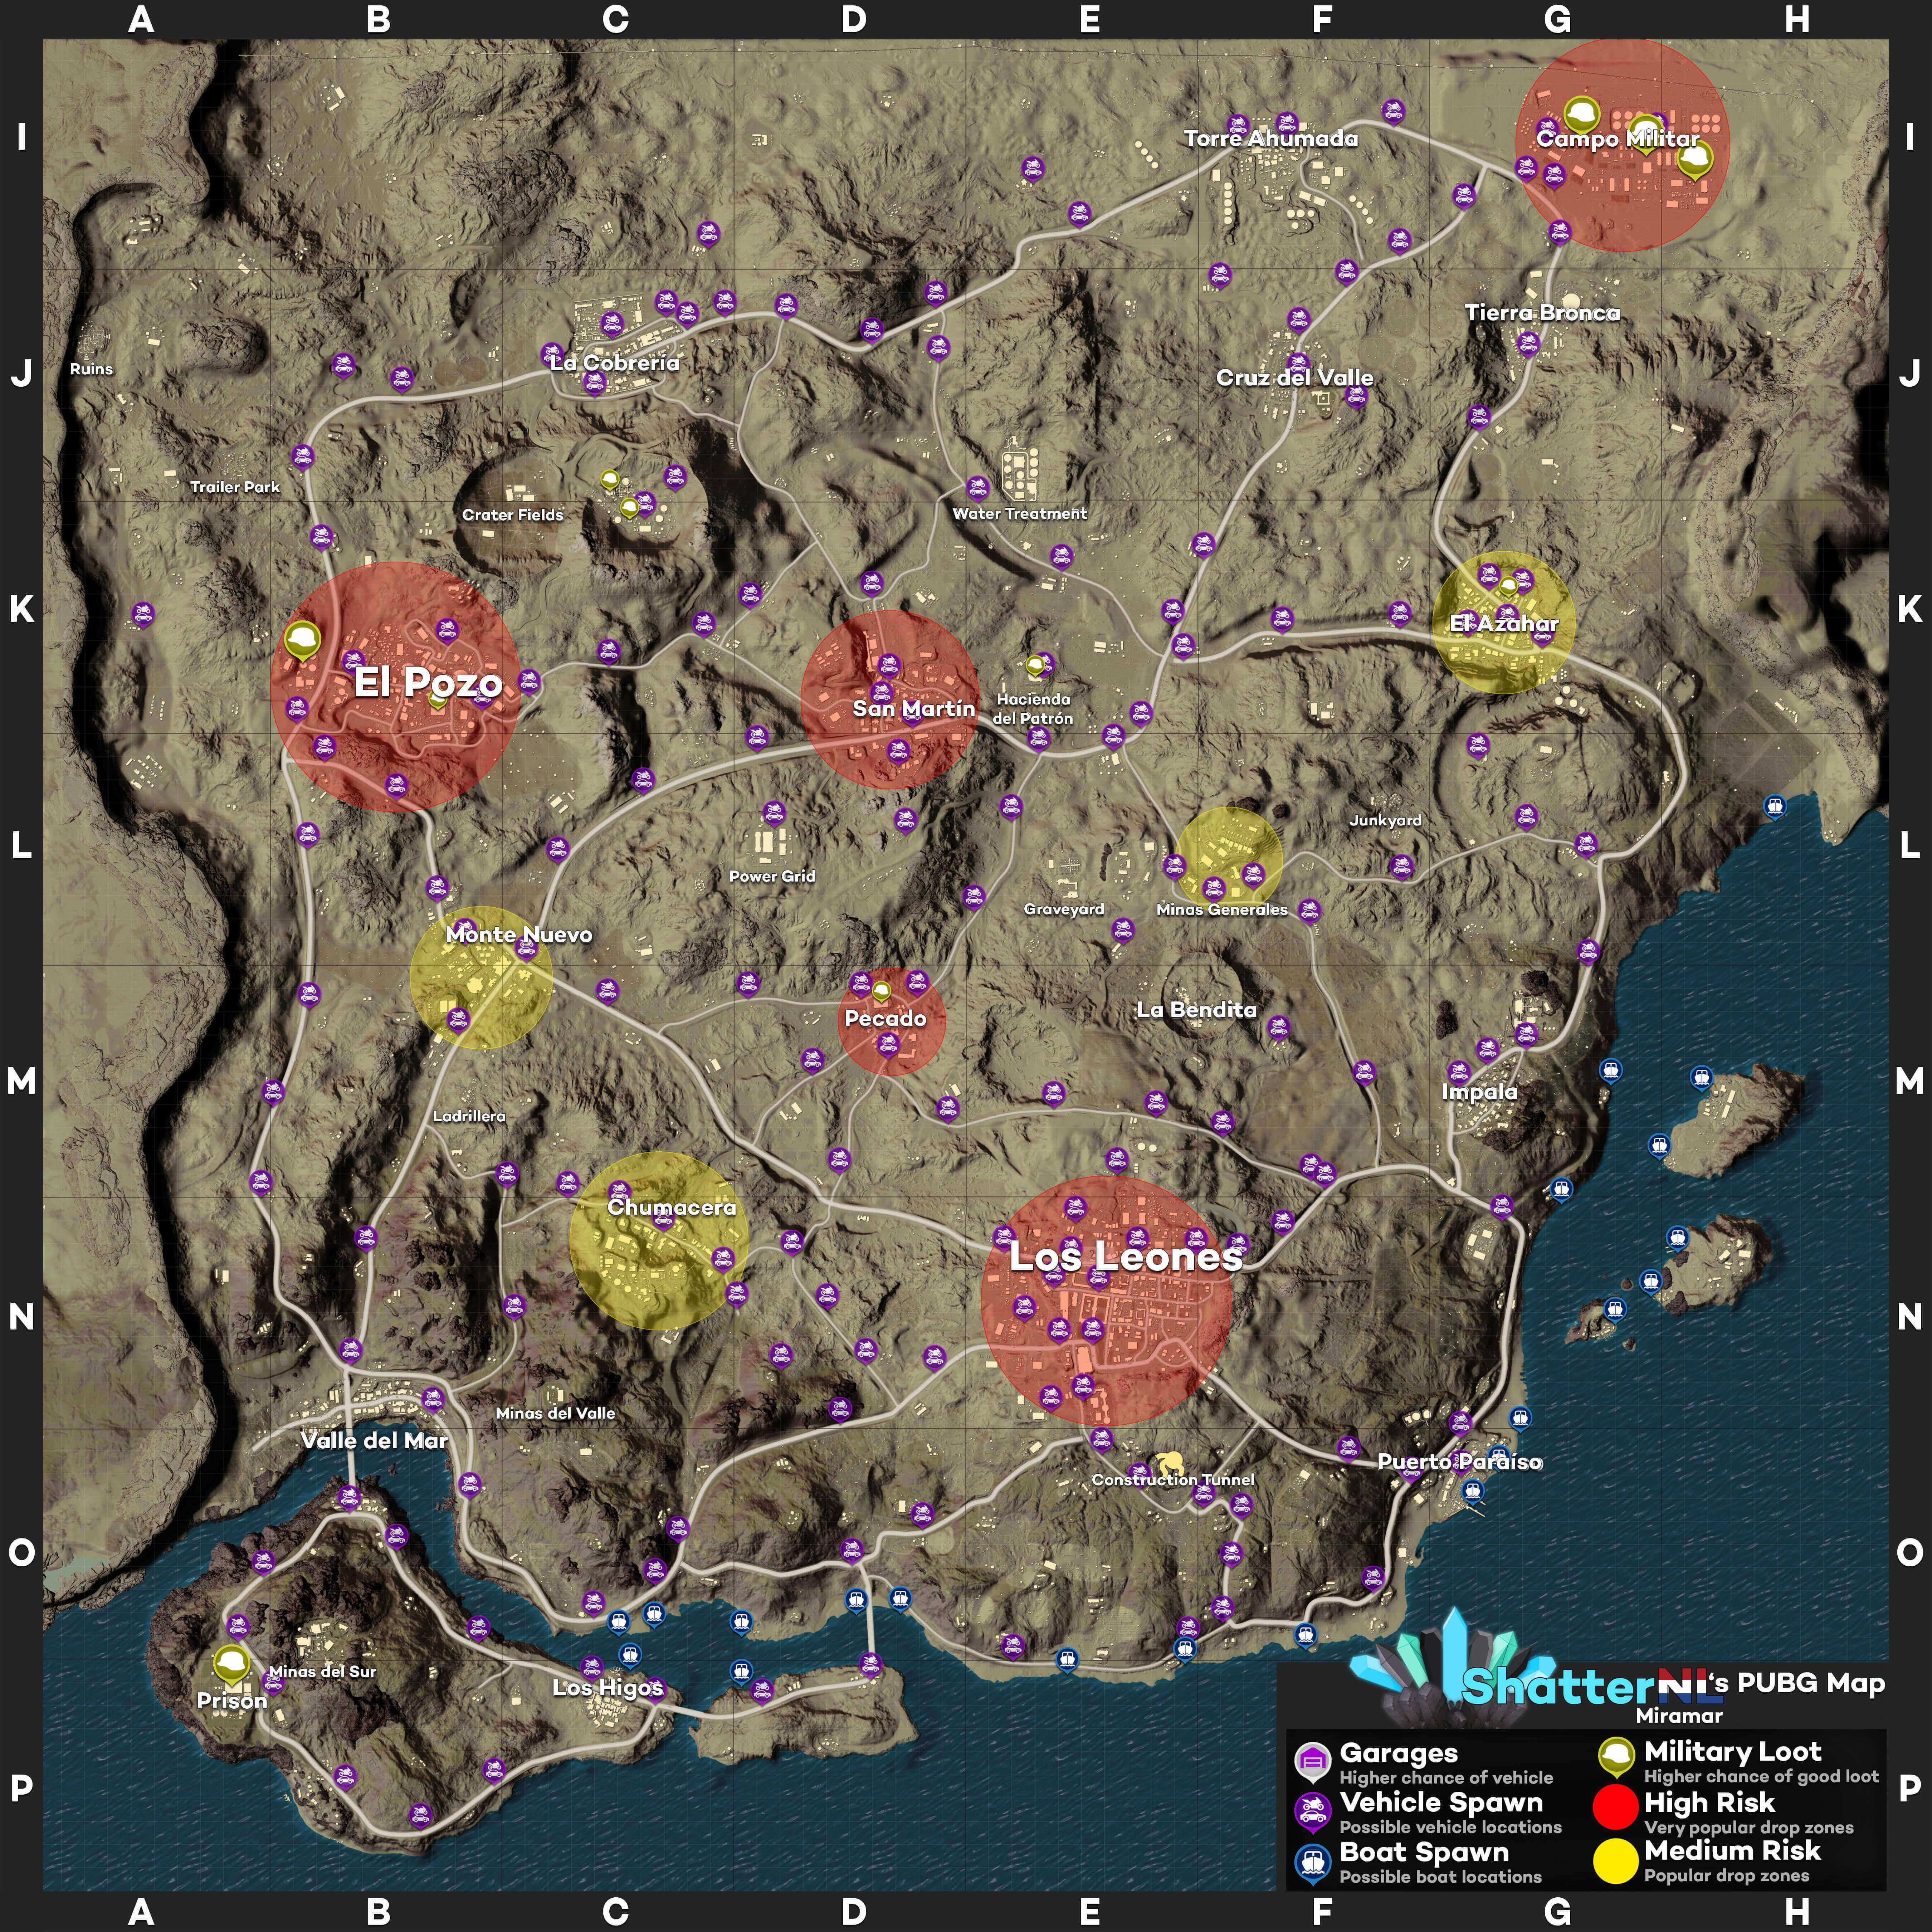 A B C D E F G H
I I
Torre Ahumada
Campo Militar
Tierra Bronca
J J
Ruins
La Cobrería
Cruz del Valle
Trailer Park
Crater Fields
Water Treatment
K K
El Azahar
El Pozo
San Martín
Hacienda
del Patrón
L L
Junkyard
Power Grid
Graveyard
Minas Generales
Monte Nuevo
La Bendita
Pecado
M M
Impala
Ladrillera
Chumacera
Los Leones
N N
Minas del Valle
Valle del Mar
Puerto Paraíso
Construction Tunnel
O O
Minas del Sur
Prison
Los Higos
ShatterNL's PUBG Map
Miramar
P P
Garages
Higher chance of vehicle
Vehicle Spawn
Possible vehicle locations
Boat Spawn
Possible boat locations
Military Loot
Higher chance of good loot
High Risk
Very popular drop zones
Medium Risk
Popular drop zones
A B C D E F G H